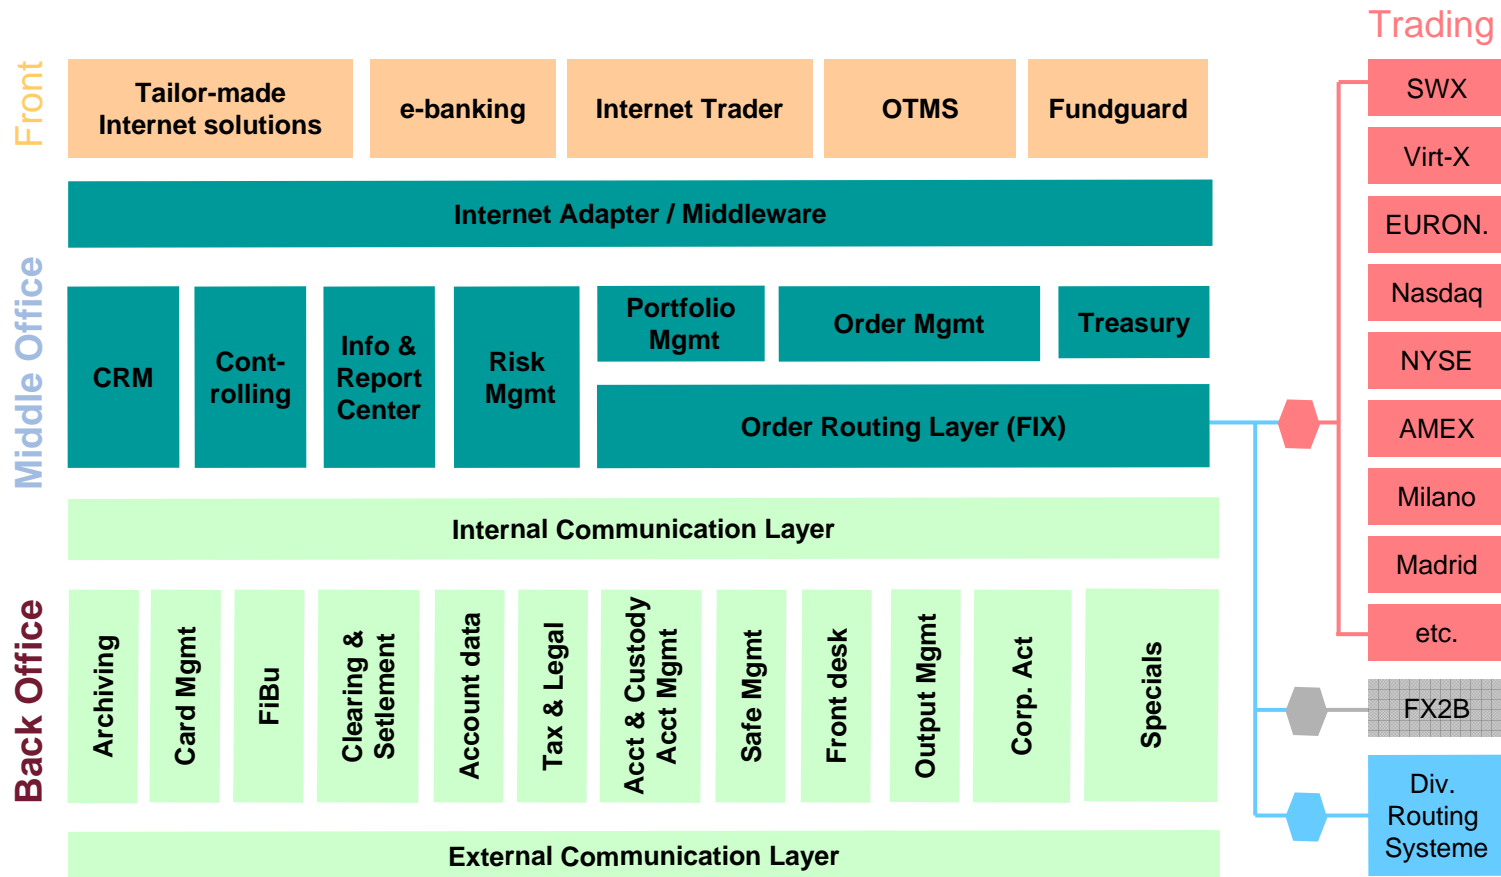 Trading
Front
Tailor-made
Internet solutions
e-banking
Internet Trader
OTMS
Fundguard
Internet Adapter / Middleware
Middle Office
CRM
Cont-
rolling
Info &
Report
Center
Risk
Mgmt
Portfolio
Mgmt
Order Mgmt
Treasury
Order Routing Layer (FIX)
Internal Communication Layer
Back Office
Archiving
Card Mgmt
FiBu
Clearing &
Setlement
Account data
Tax & Legal
Acct & Custody
Acct Mgmt
Safe Mgmt
Front desk
Output Mgmt
Corp. Act
Specials
External Communication Layer
SWX
Virt-X
EURON.
Nasdaq
NYSE
AMEX
Milano
Madrid
etc.
FX2B
Div.
Routing
Systeme